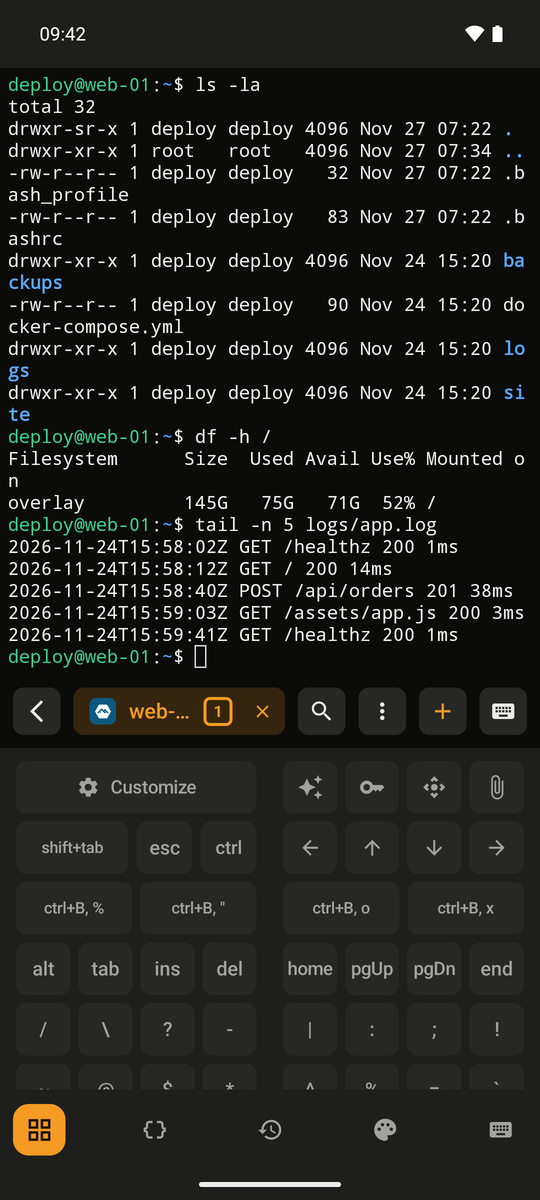 09:42
deploy@web-01:~$ ls -la
total 32
drwxr-sr-x 1 deploy deploy 4096 Nov 27 07:22 .
drwxr-xr-x 1 root   root   4096 Nov 27 07:34 ..
-rw-r--r-- 1 deploy deploy   32 Nov 27 07:22 .b
ash_profile
-rw-r--r-- 1 deploy deploy   83 Nov 27 07:22 .b
ashrc
drwxr-xr-x 1 deploy deploy 4096 Nov 24 15:20 ba
ckups
-rw-r--r-- 1 deploy deploy   90 Nov 24 15:20 do
cker-compose.yml
drwxr-xr-x 1 deploy deploy 4096 Nov 24 15:20 lo
gs
drwxr-xr-x 1 deploy deploy 4096 Nov 24 15:20 si
te
deploy@web-01:~$ df -h /
Filesystem      Size  Used Avail Use% Mounted o
n
overlay         145G   75G   71G  52% /
deploy@web-01:~$ tail -n 5 logs/app.log
2026-11-24T15:58:02Z GET /healthz 200 1ms
2026-11-24T15:58:12Z GET / 200 14ms
2026-11-24T15:58:40Z POST /api/orders 201 38ms
2026-11-24T15:59:03Z GET /assets/app.js 200 3ms
2026-11-24T15:59:41Z GET /healthz 200 1ms
deploy@web-01:~$
web-... 1
Customize
shift+tab esc ctrl
ctrl+B, % ctrl+B, " ctrl+B, o ctrl+B, x
alt tab ins del home pgUp pgDn end
/ \ ? - | : ; !
~ @ $ * ^ %